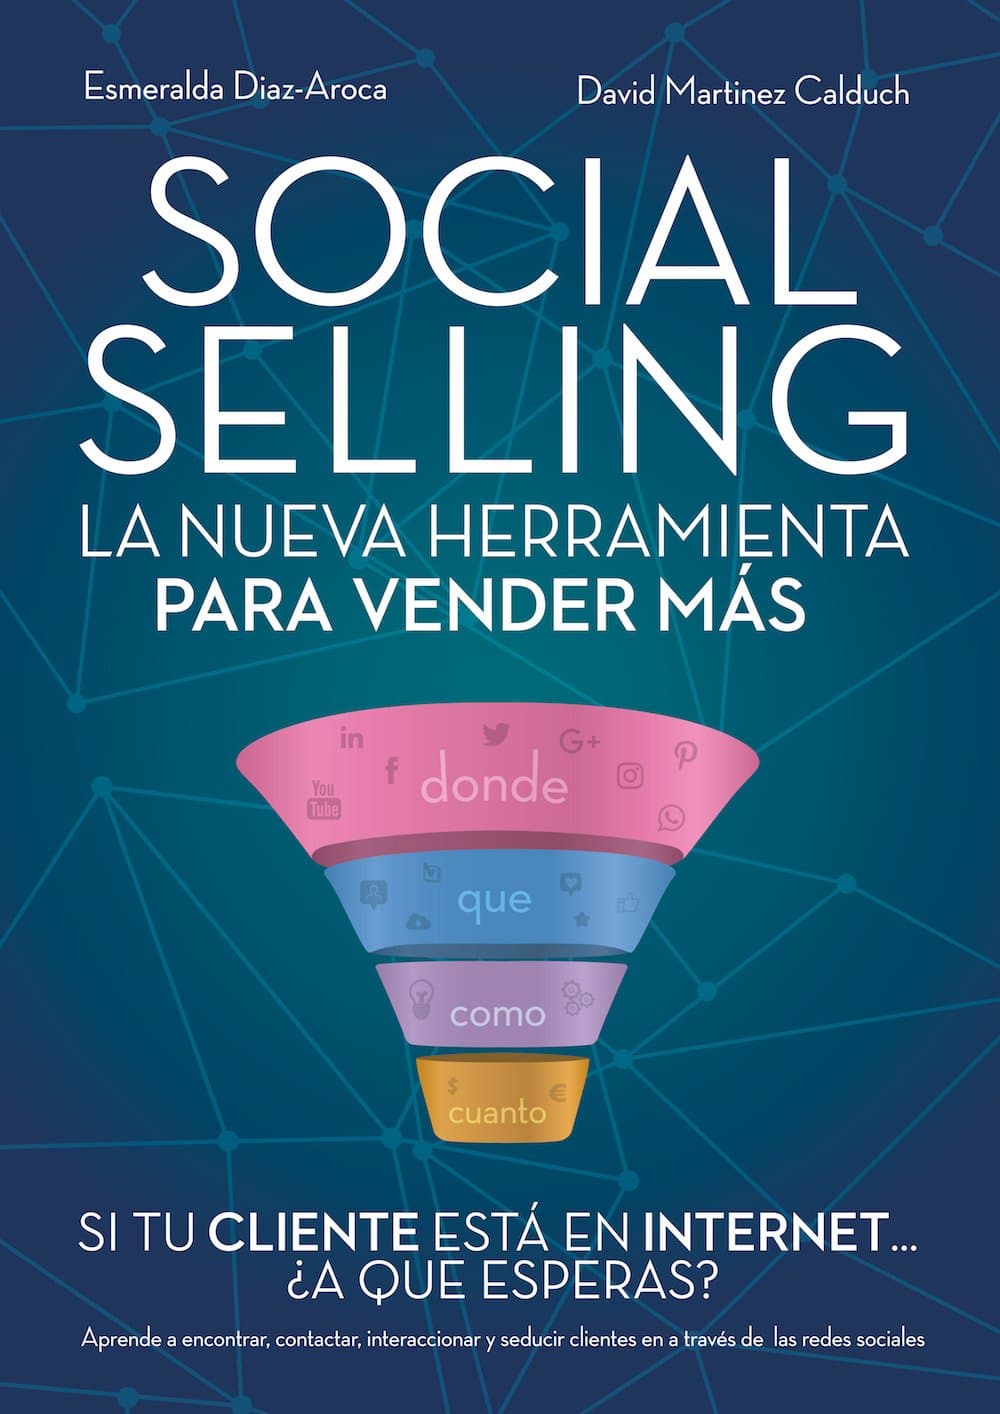 Esmeralda Diaz-Aroca
David Martinez Calduch
SOCIAL
SELLING
LA NUEVA HERRAMIENTA
PARA VENDER MÁS
in
G+
You
Tube
f
donde
que
como
$
€
cuanto
SI TU CLIENTE ESTÁ EN INTERNET...
¿A QUE ESPERAS?
Aprende a encontrar, contactar, interaccionar y seducir clientes en a través de las redes sociales